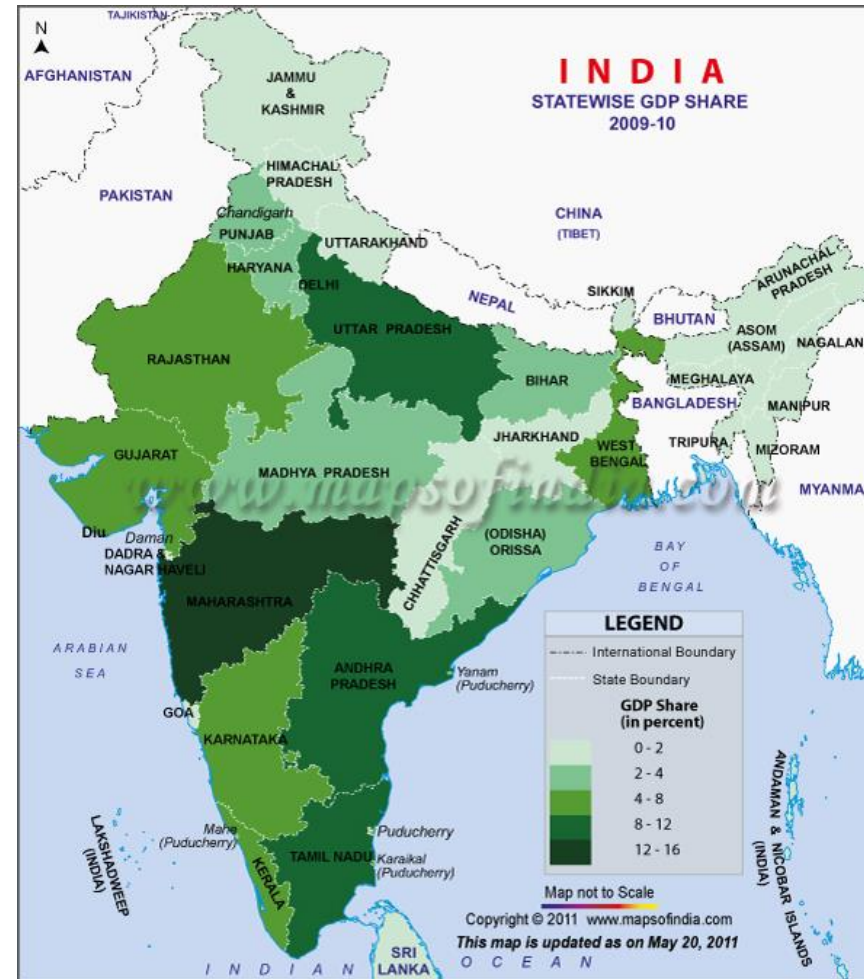 TAJIKISTAN
N
AFGHANISTAN
INDIA
STATEWISE GDP SHARE
2009-10
JAMMU
&
KASHMIR
HIMACHAL
PRADESH
PAKISTAN
Chandigarh
PUNJAB
CHINA
(TIBET)
UTTARAKHAND
HARYANA
DELHI
NEPAL
SIKKIM
ARUNACHAL
PRADESH
BHUTAN
UTTAR PRADESH
ASOM
(ASSAM)
NAGALAN
RAJASTHAN
BIHAR
MEGHALAYA
BANGLADESH
MANIPUR
JHARKHAND
TRIPURA
MIZORAM
GUJARAT
WEST
BENGAL
MADHYA PRADESH
www.mapsofindia.com
MYANMA
Diu
Daman
DADRA &
NAGAR HAVELI
CHHATTISGARH
(ODISHA)
ORISSA
BAY
OF
BENGAL
MAHARASHTRA
ARABIAN
SEA
ANDHRA
PRADESH
Yanam
(Puducherry)
GOA
KARNATAKA
LEGEND
International Boundary
State Boundary
GDP Share
(in percent)
0 - 2
2 - 4
4 - 8
8 - 12
12 - 16
LAKSHADWEEP
(INDIA)
Mahe
(Puducherry)
KERALA
TAMIL NADU
Puducherry
Karaikal
(Puducherry)
ANDAMAN & NICOBAR ISLANDS
(INDIA)
Map not to Scale
Copyright © 2011 www.mapsofindia.com
This map is updated as on May 20, 2011
SRI
LANKA
INDIAN OCEAN